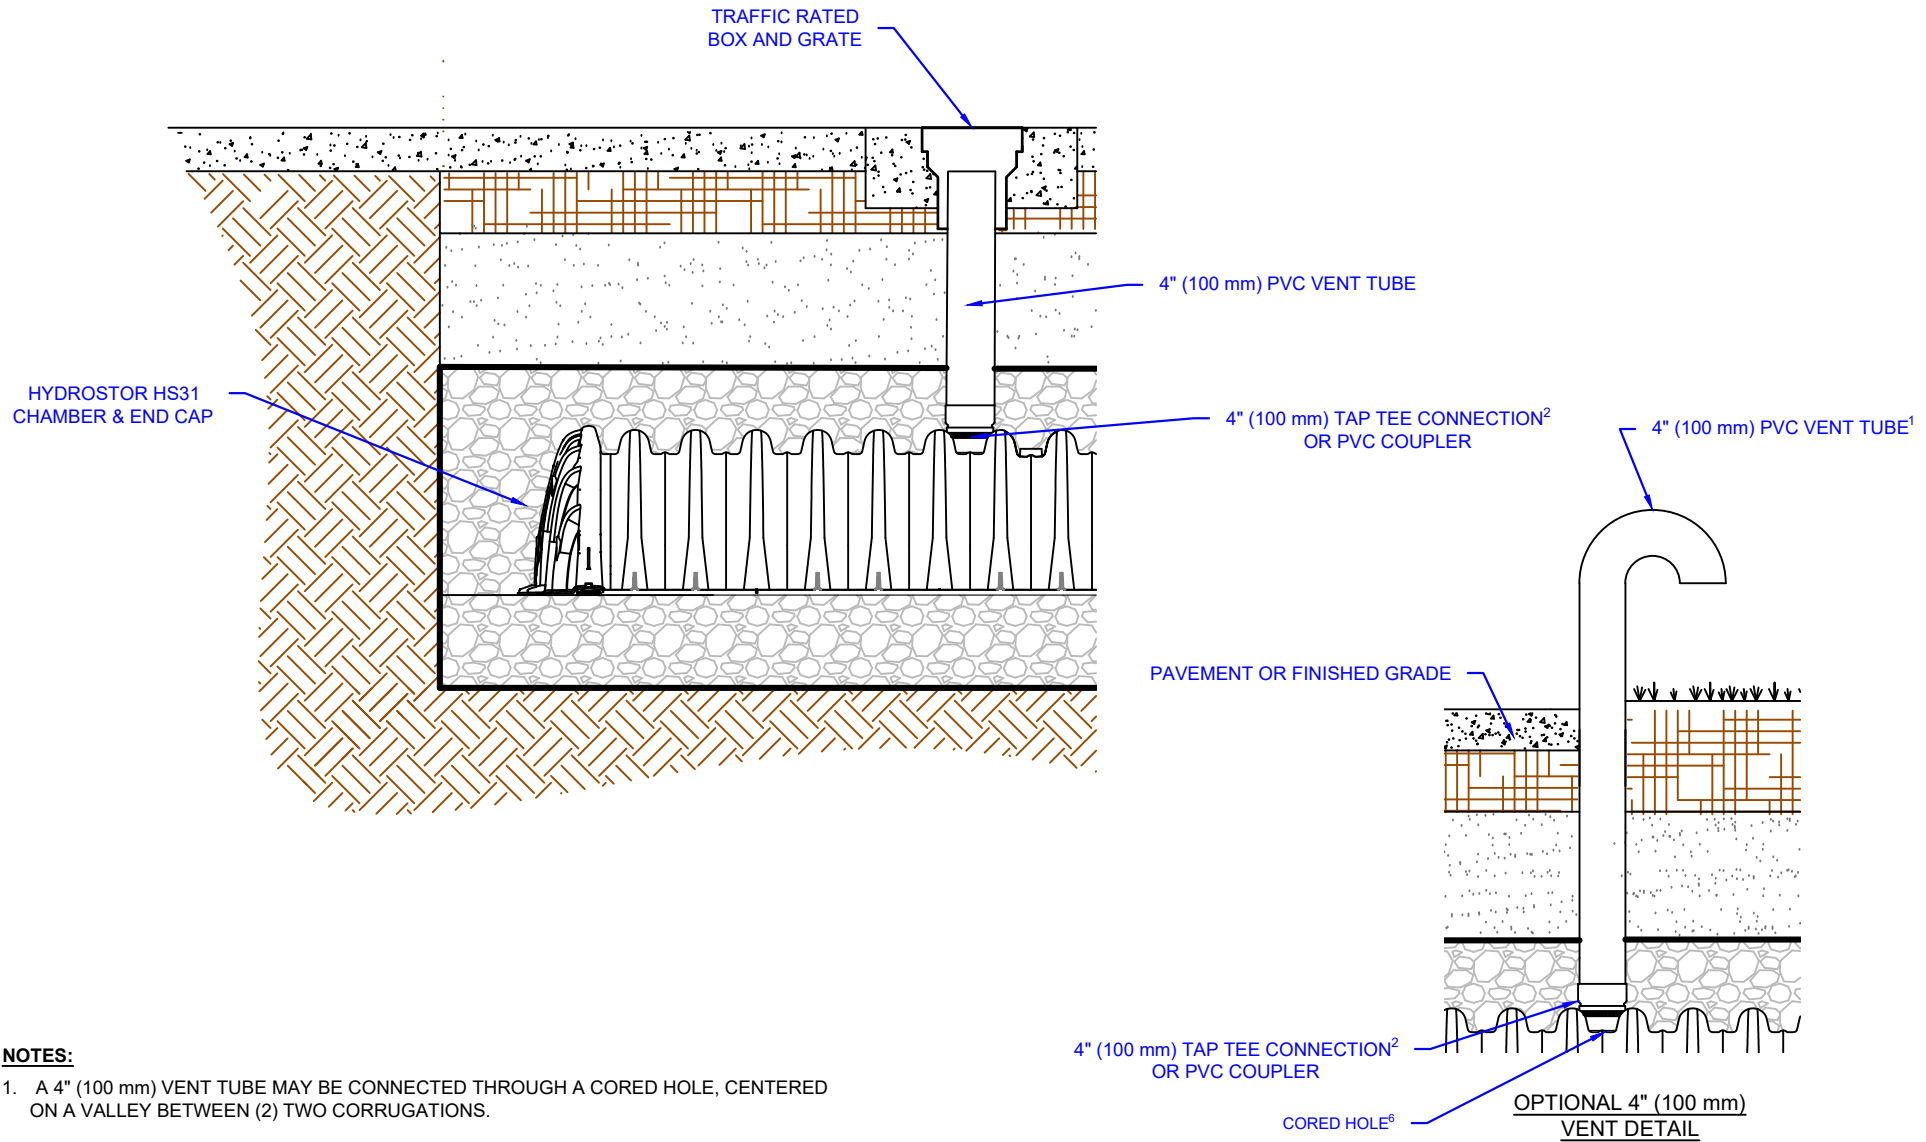 TRAFFIC RATED
BOX AND GRATE
4" (100 mm) PVC VENT TUBE
HYDROSTOR HS31
CHAMBER & END CAP
4" (100 mm) TAP TEE CONNECTION²
OR PVC COUPLER
4" (100 mm) PVC VENT TUBE¹
PAVEMENT OR FINISHED GRADE
4" (100 mm) TAP TEE CONNECTION²
OR PVC COUPLER
CORED HOLE⁶
OPTIONAL 4" (100 mm)
VENT DETAIL
NOTES:
1. A 4" (100 mm) VENT TUBE MAY BE CONNECTED THROUGH A CORED HOLE, CENTERED
ON A VALLEY BETWEEN (2) TWO CORRUGATIONS.